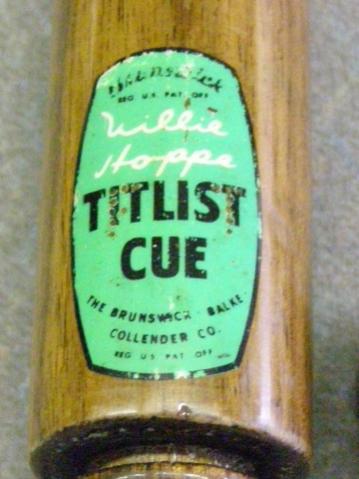 Brunswick
REG. U.S. PAT. OFF
Willie
Hoppe
TITLIST
CUE
THE BRUNSWICK - BALKE -
COLLENDER CO.
REG U S PAT OFF